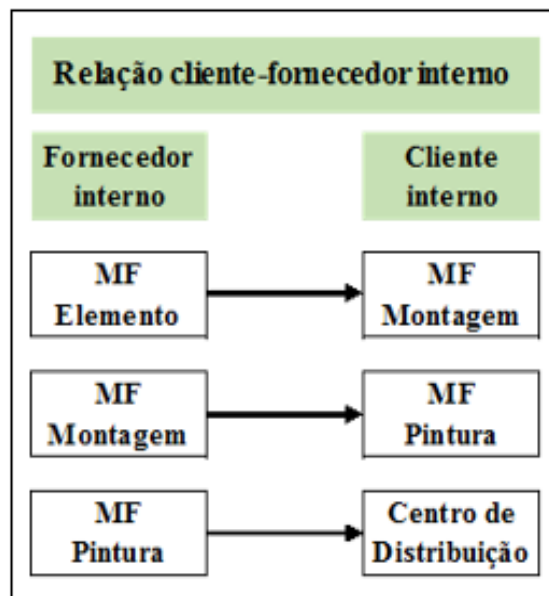 Relação cliente-fornecedor interno
Fornecedor
interno
Cliente
interno
MF
Elemento
MF
Montagem
MF
Montagem
MF
Pintura
MF
Pintura
Centro de
Distribuição